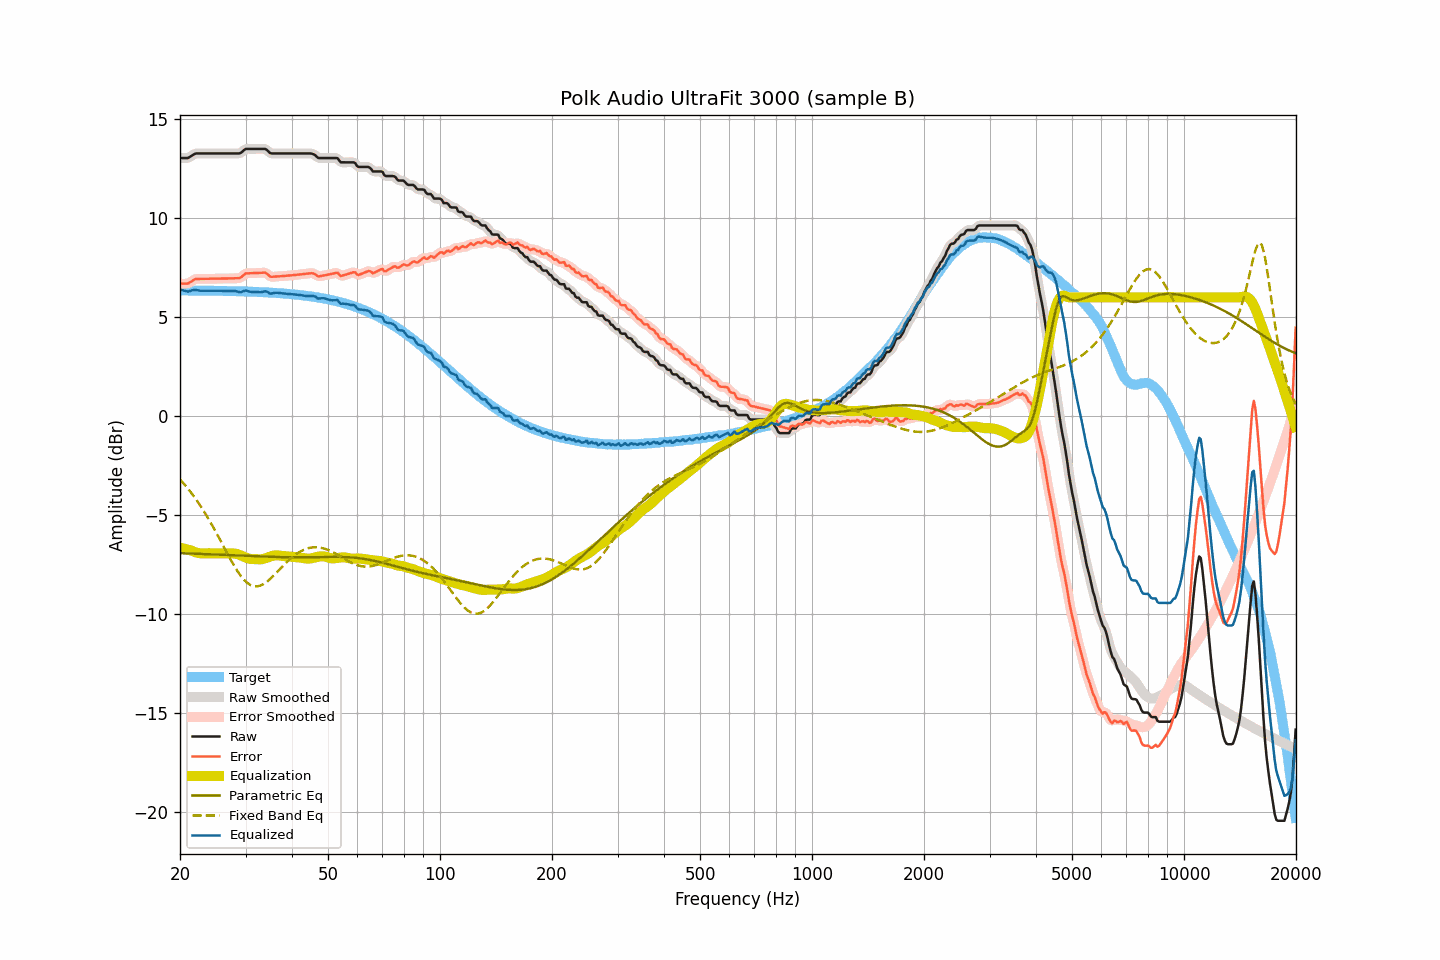 Polk Audio UltraFit 3000 (sample B)
15
10
5
0
−5
−10
−15
−20
Amplitude (dBr)
Target
Raw Smoothed
Error Smoothed
Raw
Error
Equalization
Parametric Eq
Fixed Band Eq
Equalized
20 50 100 200 500 1000 2000 5000 10000 20000
Frequency (Hz)